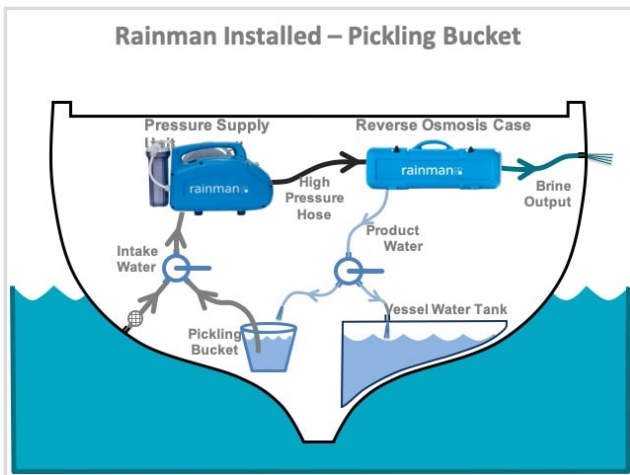 Rainman Installed – Pickling Bucket
Pressure Supply
Unit
Reverse Osmosis Case
rainman
rainman
High
Pressure
Hose
Brine
Output
Intake
Water
Product
Water
Pickling
Bucket
Vessel Water Tank